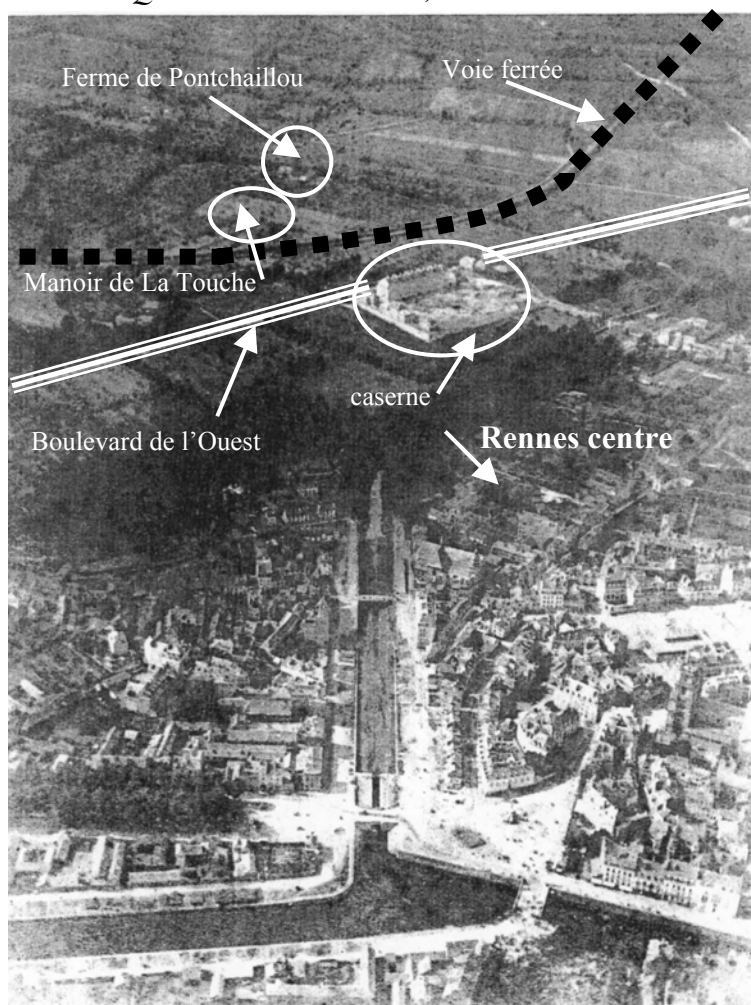 Ferme de Pontchaillou
Voie ferrée
Manoir de La Touche
caserne
Boulevard de l’Ouest
Rennes centre